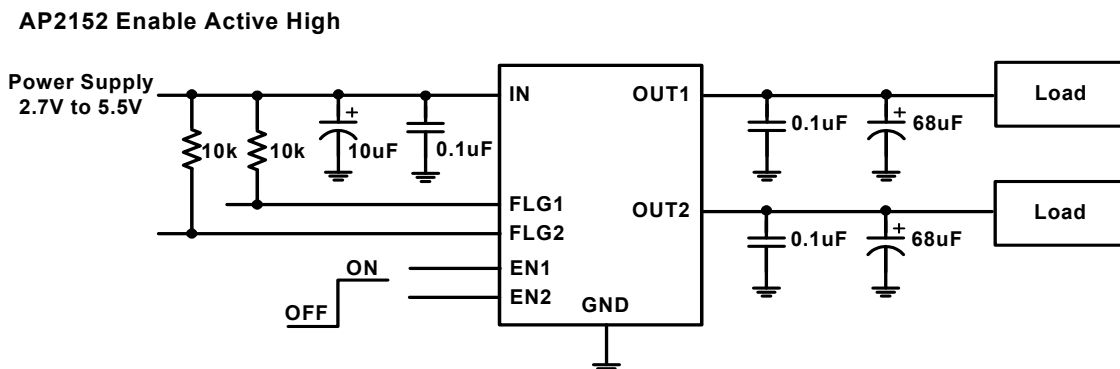 AP2152 Enable Active High
Power Supply
2.7V to 5.5V
IN
OUT1
Load
10k
10k
10uF
0.1uF
0.1uF
68uF
FLG1
FLG2
OUT2
Load
0.1uF
68uF
ON
OFF
EN1
EN2
GND